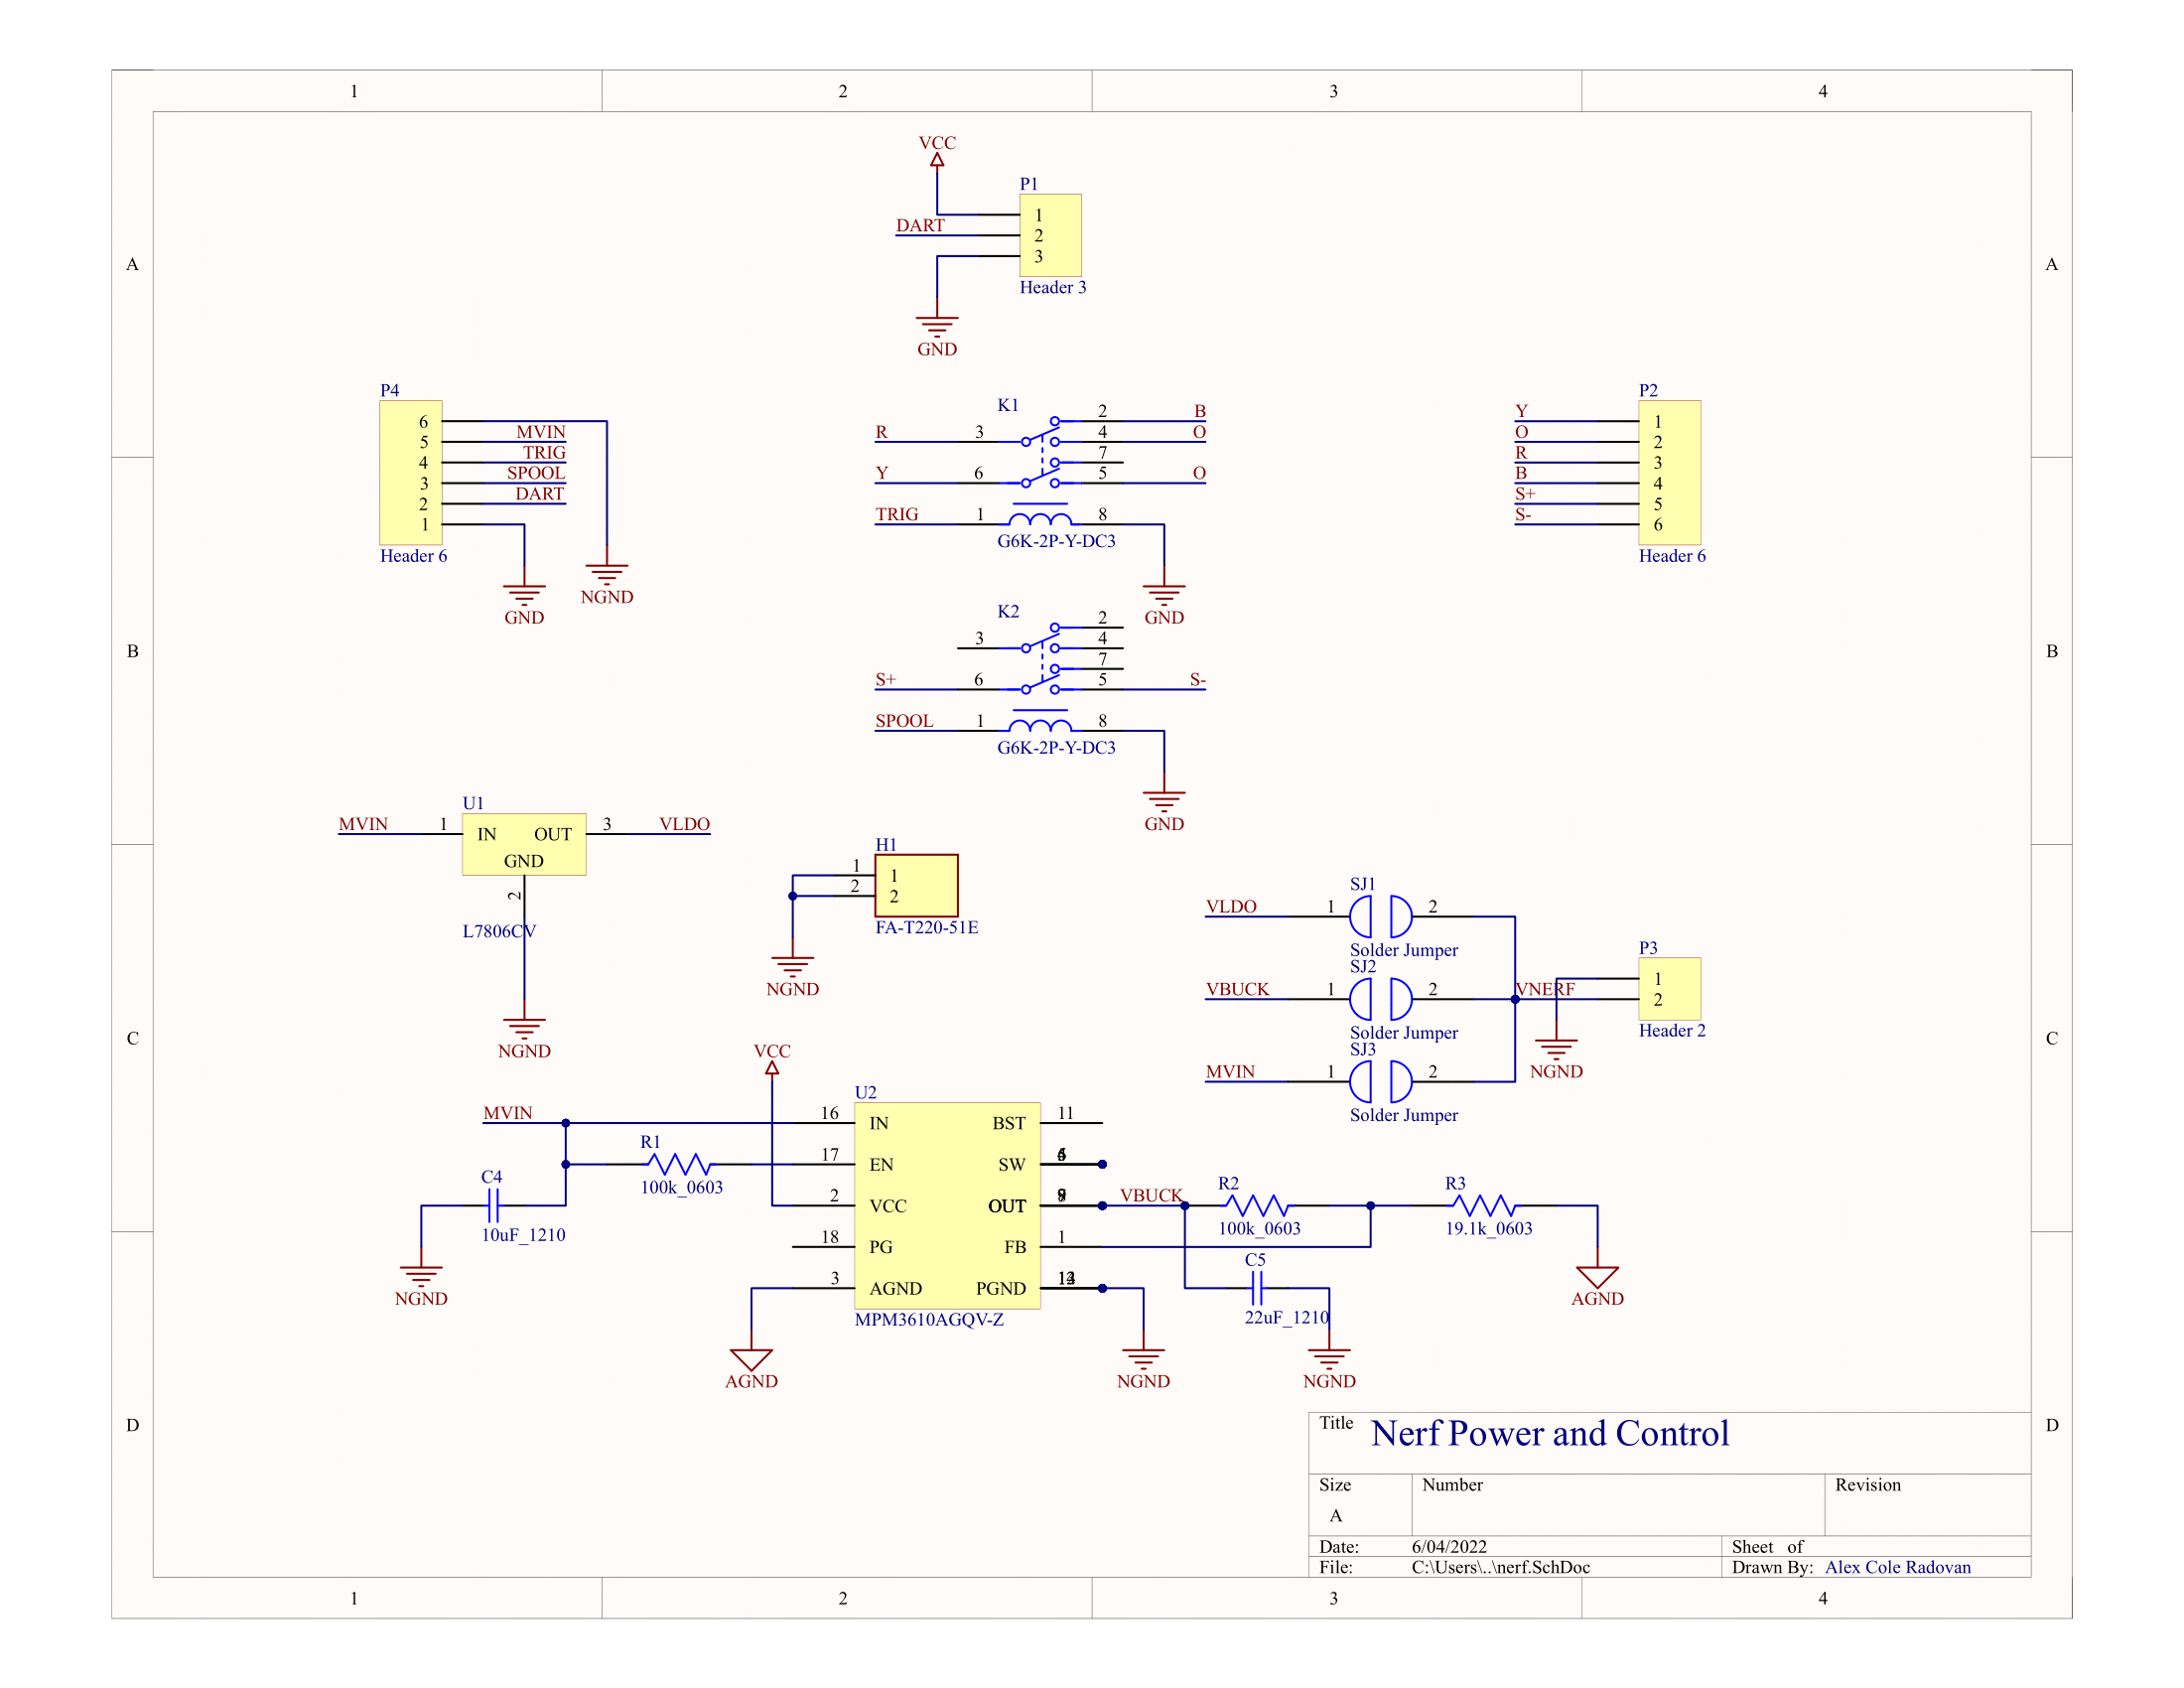 1 2 3 4
A A
B B
C C
D D
VCC
P1
1
DART 2
3
Header 3
GND
P4
6
5 MVIN
4 TRIG
3 SPOOL
2 DART
1
Header 6
GND
NGND
K1
2 B
R 3 4 O
7
Y 6 5 O
TRIG 1 8
G6K-2P-Y-DC3
GND
P2
Y 1
O 2
R 3
B 4
S+ 5
S- 6
Header 6
K2
2
3 4
7
S+ 6 5 S-
SPOOL 1 8
G6K-2P-Y-DC3
GND
U1
MVIN 1 IN OUT 3 VLDO
GND
2
L7806CV
NGND
H1
1 1
2 2
FA-T220-51E
NGND
SJ1
VLDO 1 2
Solder Jumper
SJ2
VBUCK 1 2 VNERF
Solder Jumper
SJ3
MVIN 1 2
Solder Jumper
P3
1
2
Header 2
NGND
VCC
U2
MVIN 16 IN BST 11
R1
17 EN SW
100k_0603
C4
10uF_1210
NGND
2 VCC OUT VBUCK
18 PG FB 1
3 AGND PGND
MPM3610AGQV-Z
AGND
NGND
R2
100k_0603
R3
19.1k_0603
AGND
C5
22uF_1210
NGND
Title Nerf Power and Control
Size Number Revision
A
Date: 6/04/2022 Sheet of
File: C:\Users\..\nerf.SchDoc Drawn By: Alex Cole Radovan
1 2 3 4